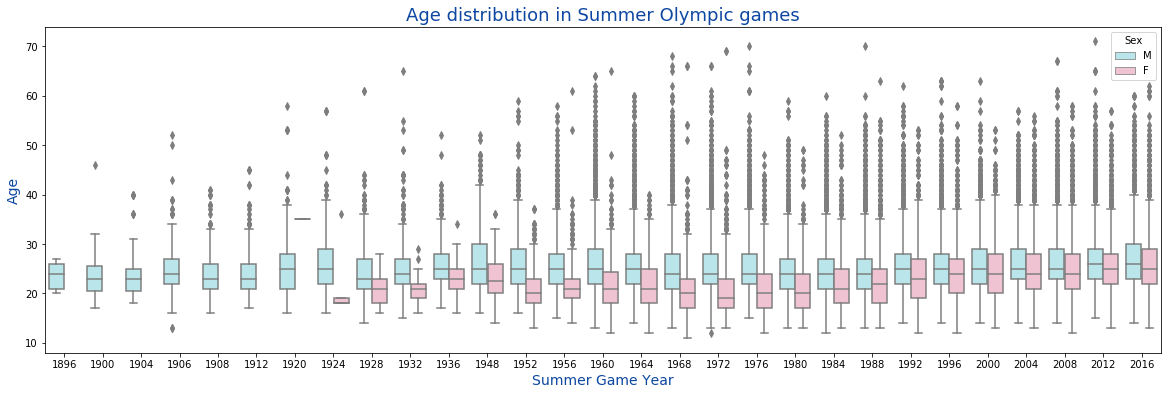 Age distribution in Summer Olympic games
Sex
M
F
Age
70
60
50
40
30
20
10
1896 1900 1904 1906 1908 1912 1920 1924 1928 1932 1936 1948 1952 1956 1960 1964 1968 1972 1976 1980 1984 1988 1992 1996 2000 2004 2008 2012 2016
Summer Game Year